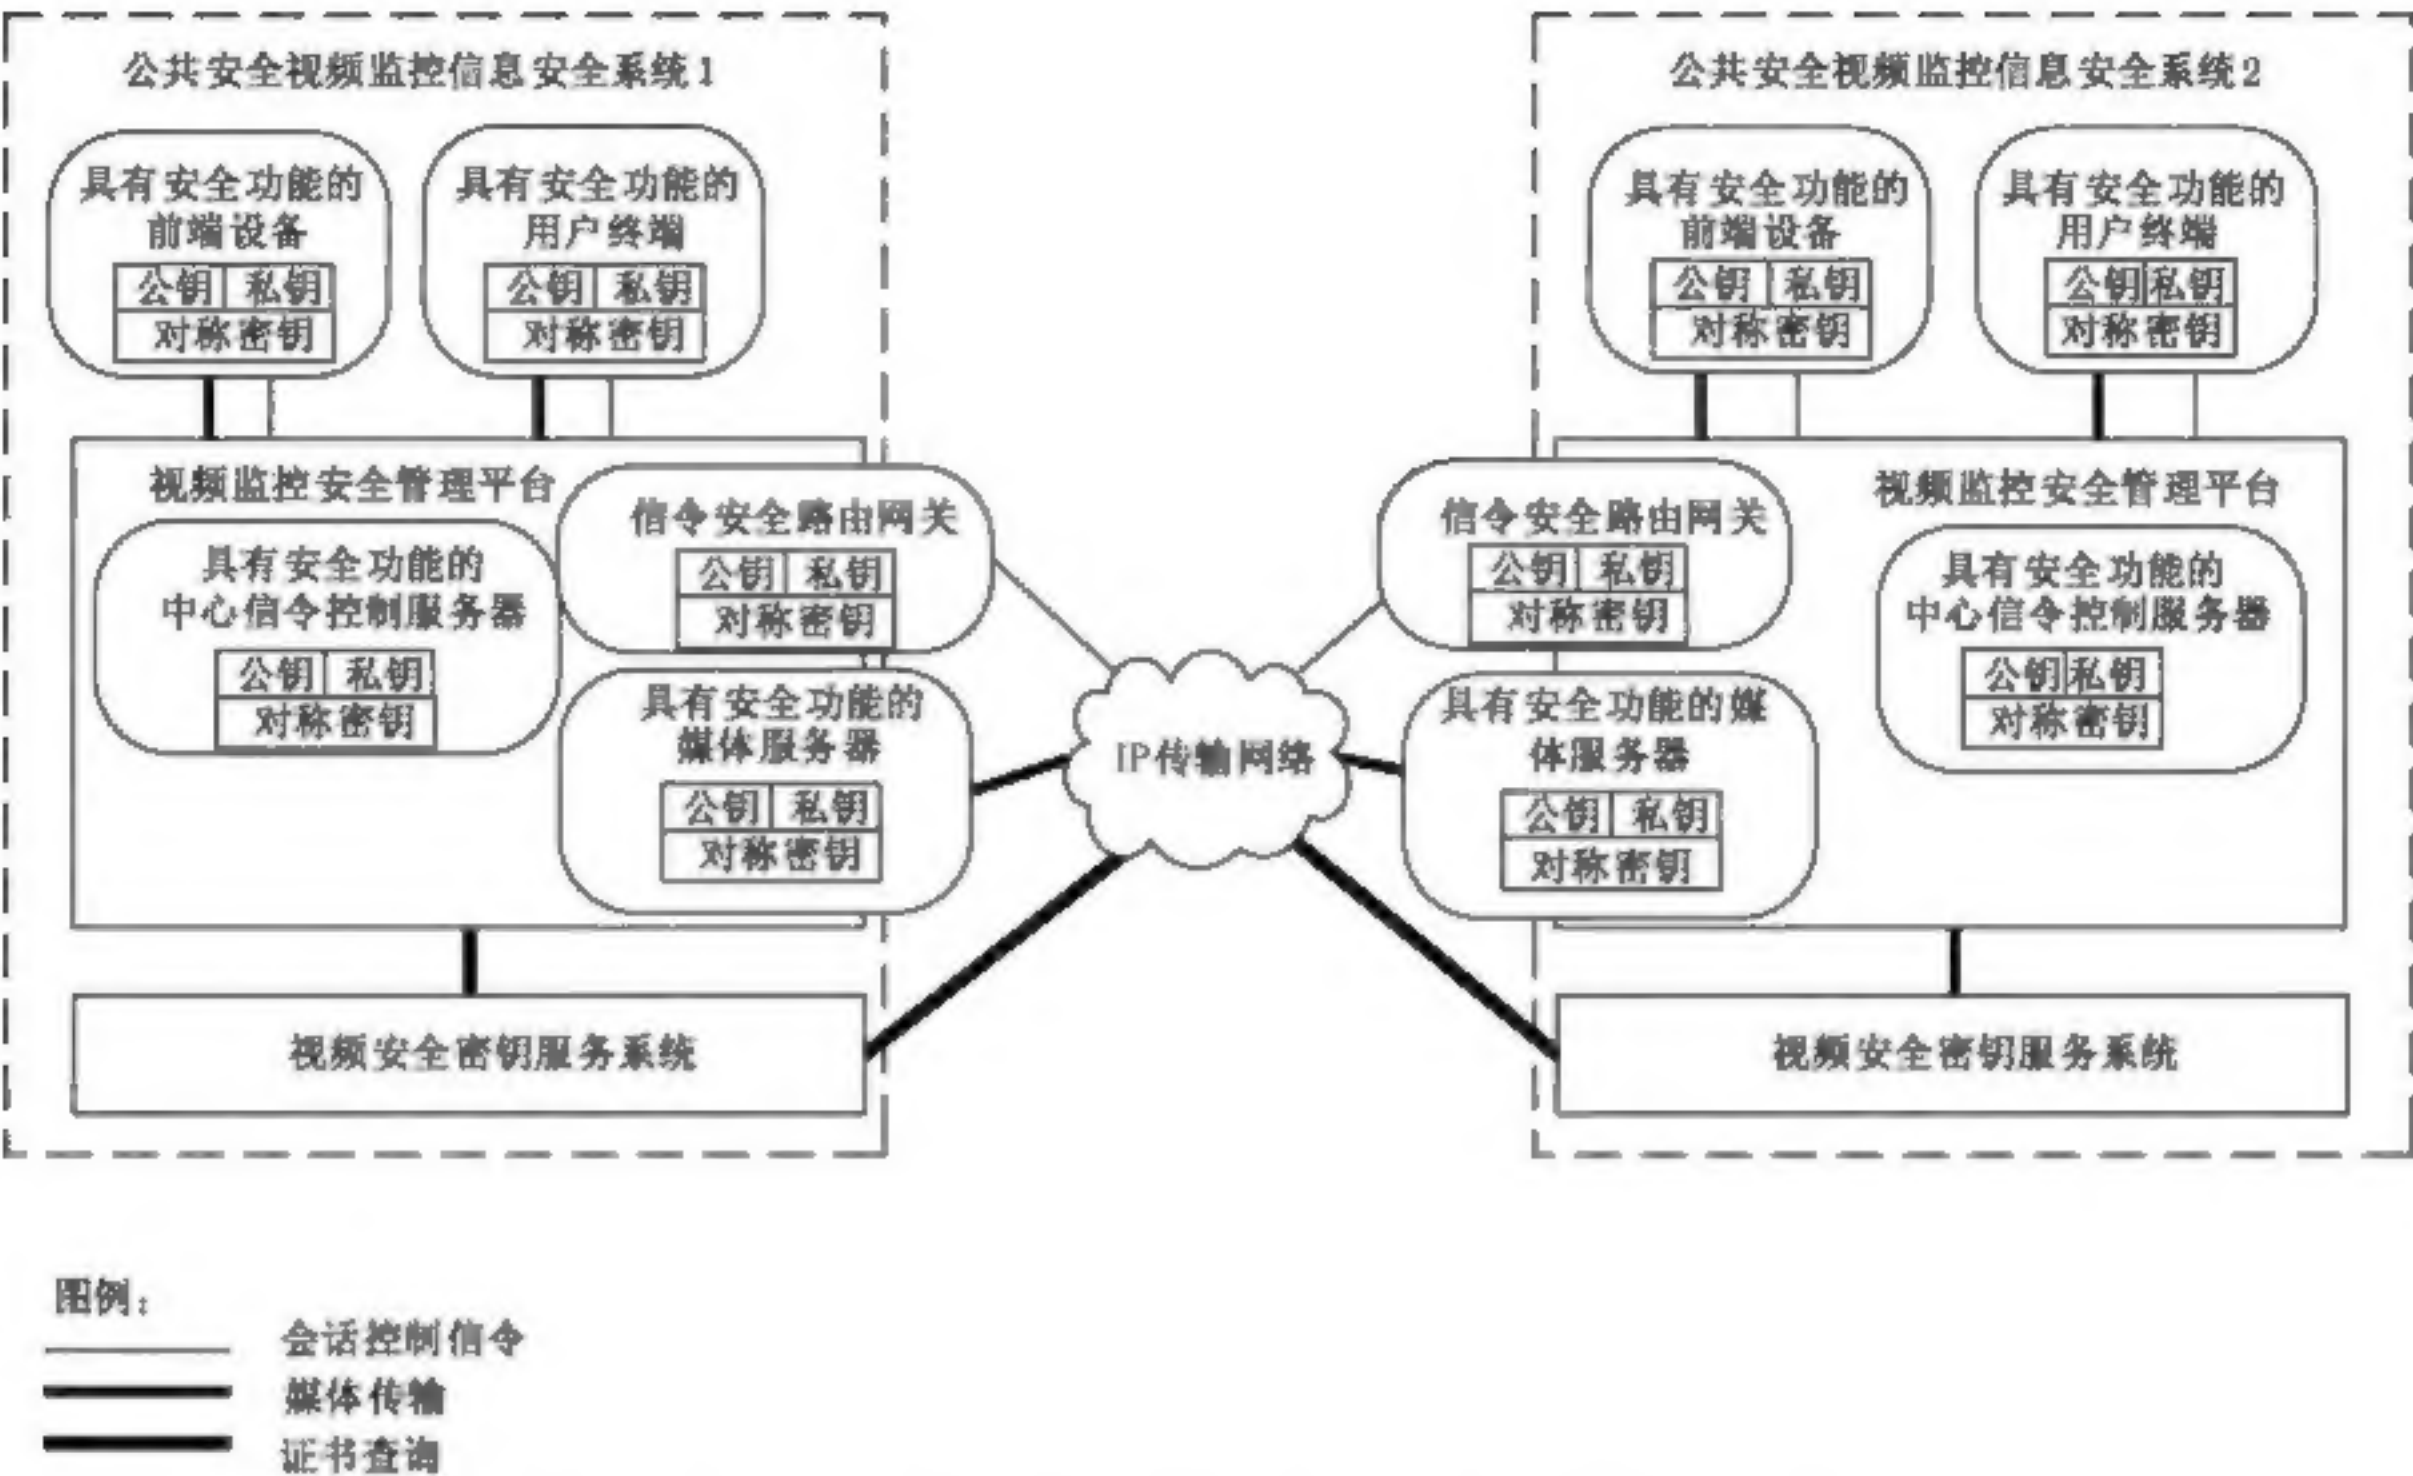 公共安全视频监控信息安全系统1
具有安全功能的
前端设备
公钥 私钥
对称密钥
具有安全功能的
用户终端
公钥 私钥
对称密钥
视频监控安全管理平台
具有安全功能的
中心信令控制服务器
公钥 私钥
对称密钥
信令安全路由网关
公钥 私钥
对称密钥
具有安全功能的
媒体服务器
公钥 私钥
对称密钥
视频安全密钥服务系统
IP传输网络
公共安全视频监控信息安全系统2
具有安全功能的
前端设备
公钥 私钥
对称密钥
具有安全功能的
用户终端
公钥 私钥
对称密钥
信令安全路由网关
公钥 私钥
对称密钥
具有安全功能的媒
体服务器
公钥 私钥
对称密钥
视频监控安全管理平台
具有安全功能的
中心信令控制服务器
公钥 私钥
对称密钥
视频安全密钥服务系统
图例：
会话控制信令
媒体传输
证书查询